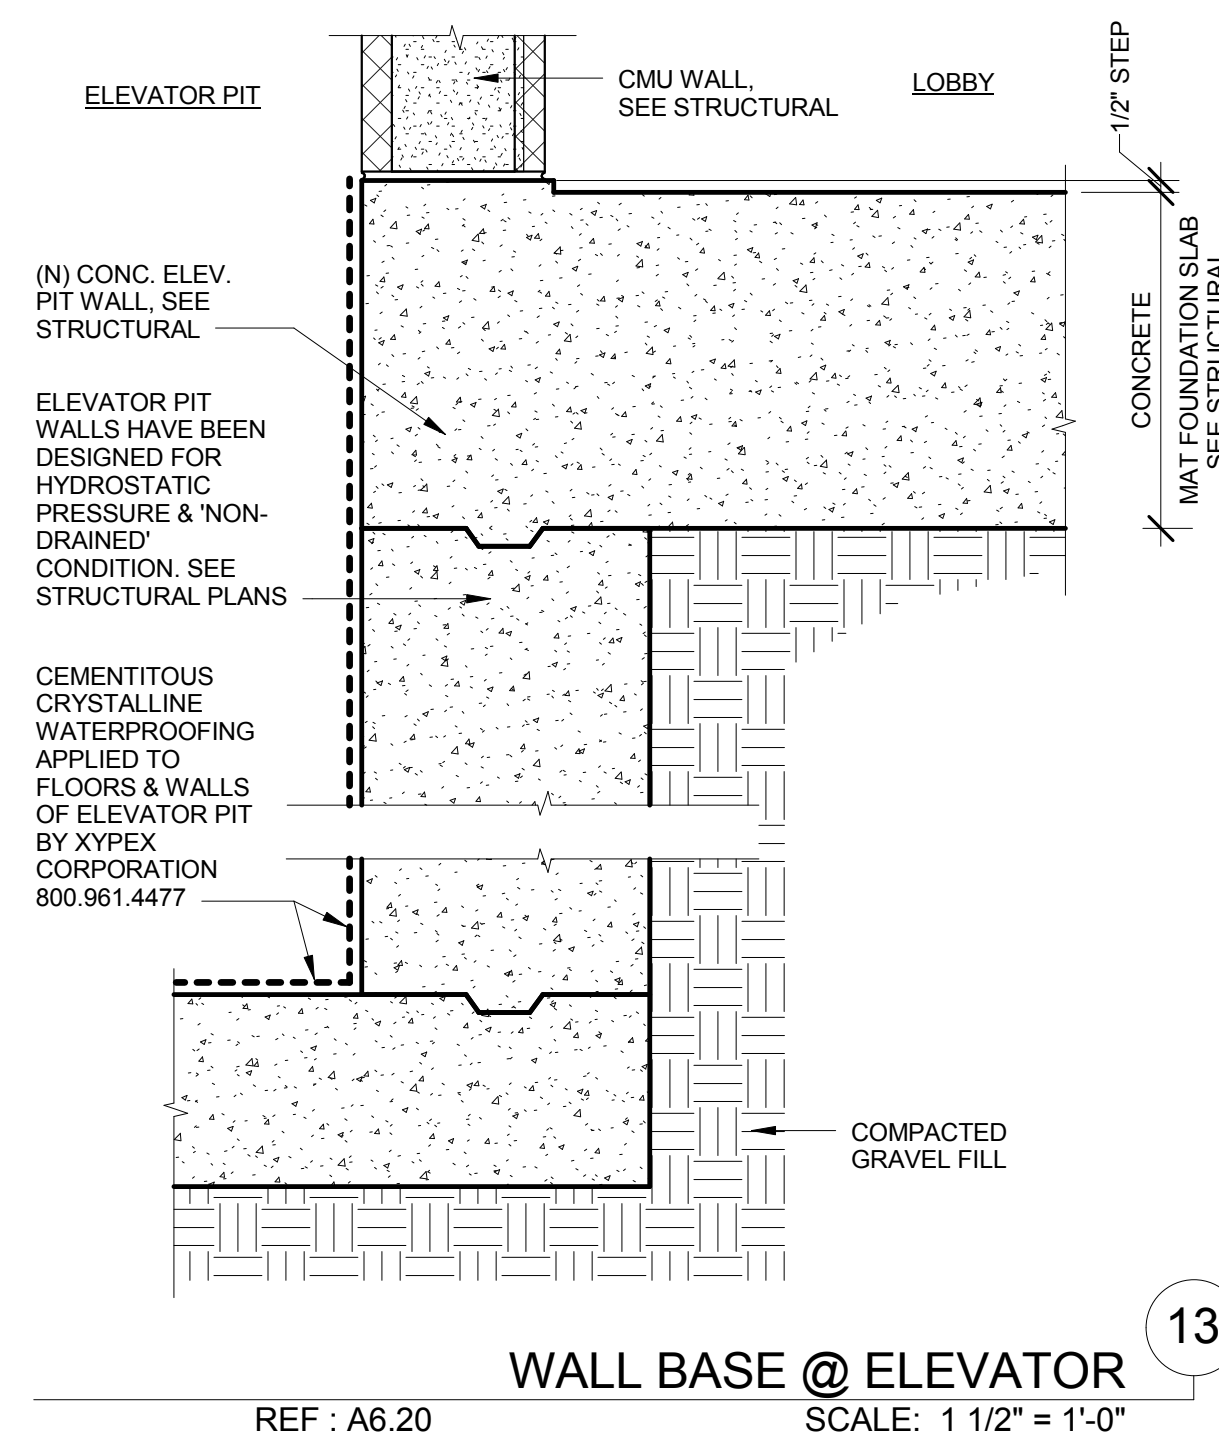 ELEVATOR PIT
CMU WALL,
SEE STRUCTURAL
LOBBY
1/2" STEP
(N) CONC. ELEV.
PIT WALL, SEE
STRUCTURAL
ELEVATOR PIT
WALLS HAVE BEEN
DESIGNED FOR
HYDROSTATIC
PRESSURE & 'NON-
DRAINED'
CONDITION. SEE
STRUCTURAL PLANS
CONCRETE
MAT FOUNDATION SLAB
SEE STRUCTURAL
CEMENTITOUS
CRYSTALLINE
WATERPROOFING
APPLIED TO
FLOORS & WALLS
OF ELEVATOR PIT
BY XYPEX
CORPORATION
800.961.4477
COMPACTED
GRAVEL FILL
13
WALL BASE @ ELEVATOR
REF : A6.20
SCALE: 1 1/2" = 1'-0"